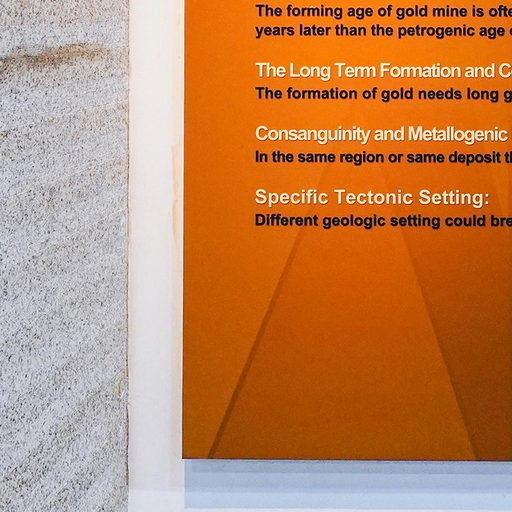 The forming age of gold mine is
years later than the petrogenic age
The Long Term Formation and
The formation of gold needs long
Consanguinity and Metallogenic
In the same region or same deposit
Specific Tectonic Setting:
Different geologic setting could